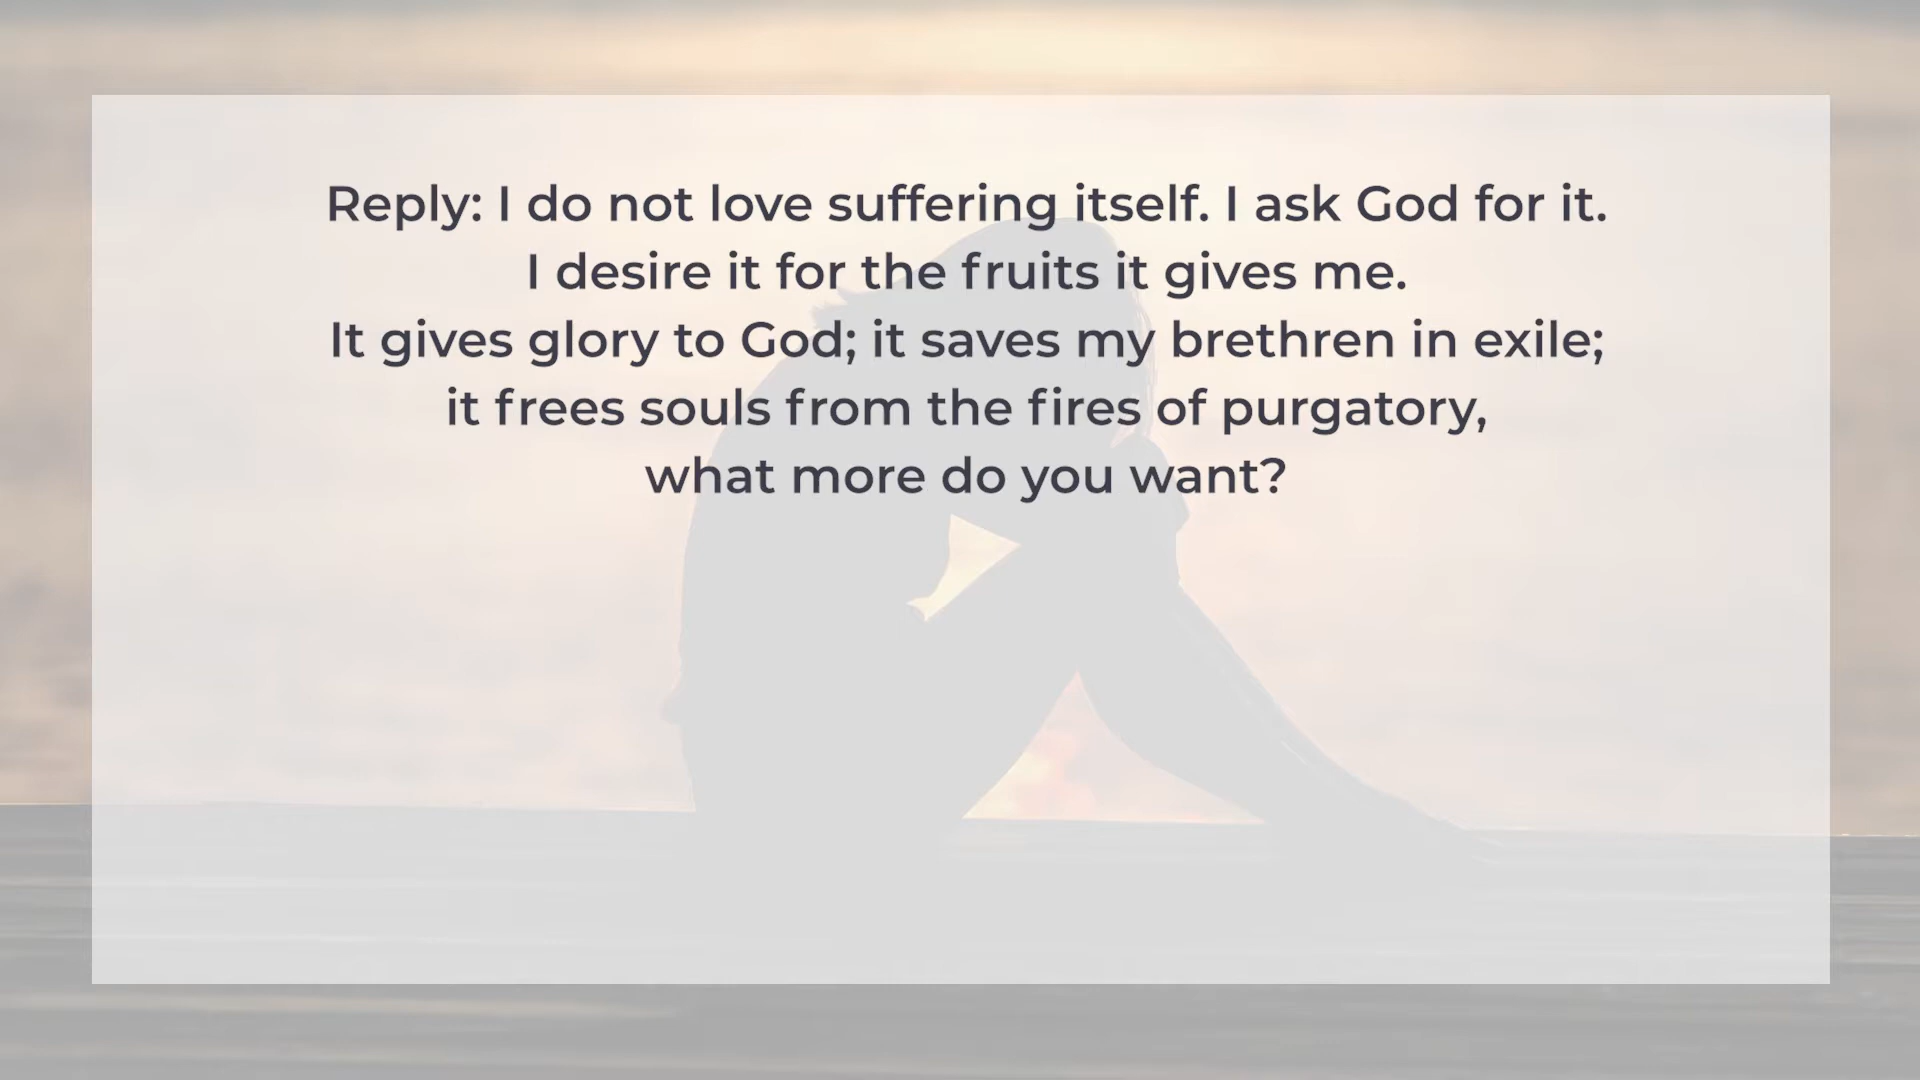 Reply: I do not love suffering itself. I ask God for it.
I desire it for the fruits it gives me.
It gives glory to God; it saves my brethren in exile;
it frees souls from the fires of purgatory,
what more do you want?